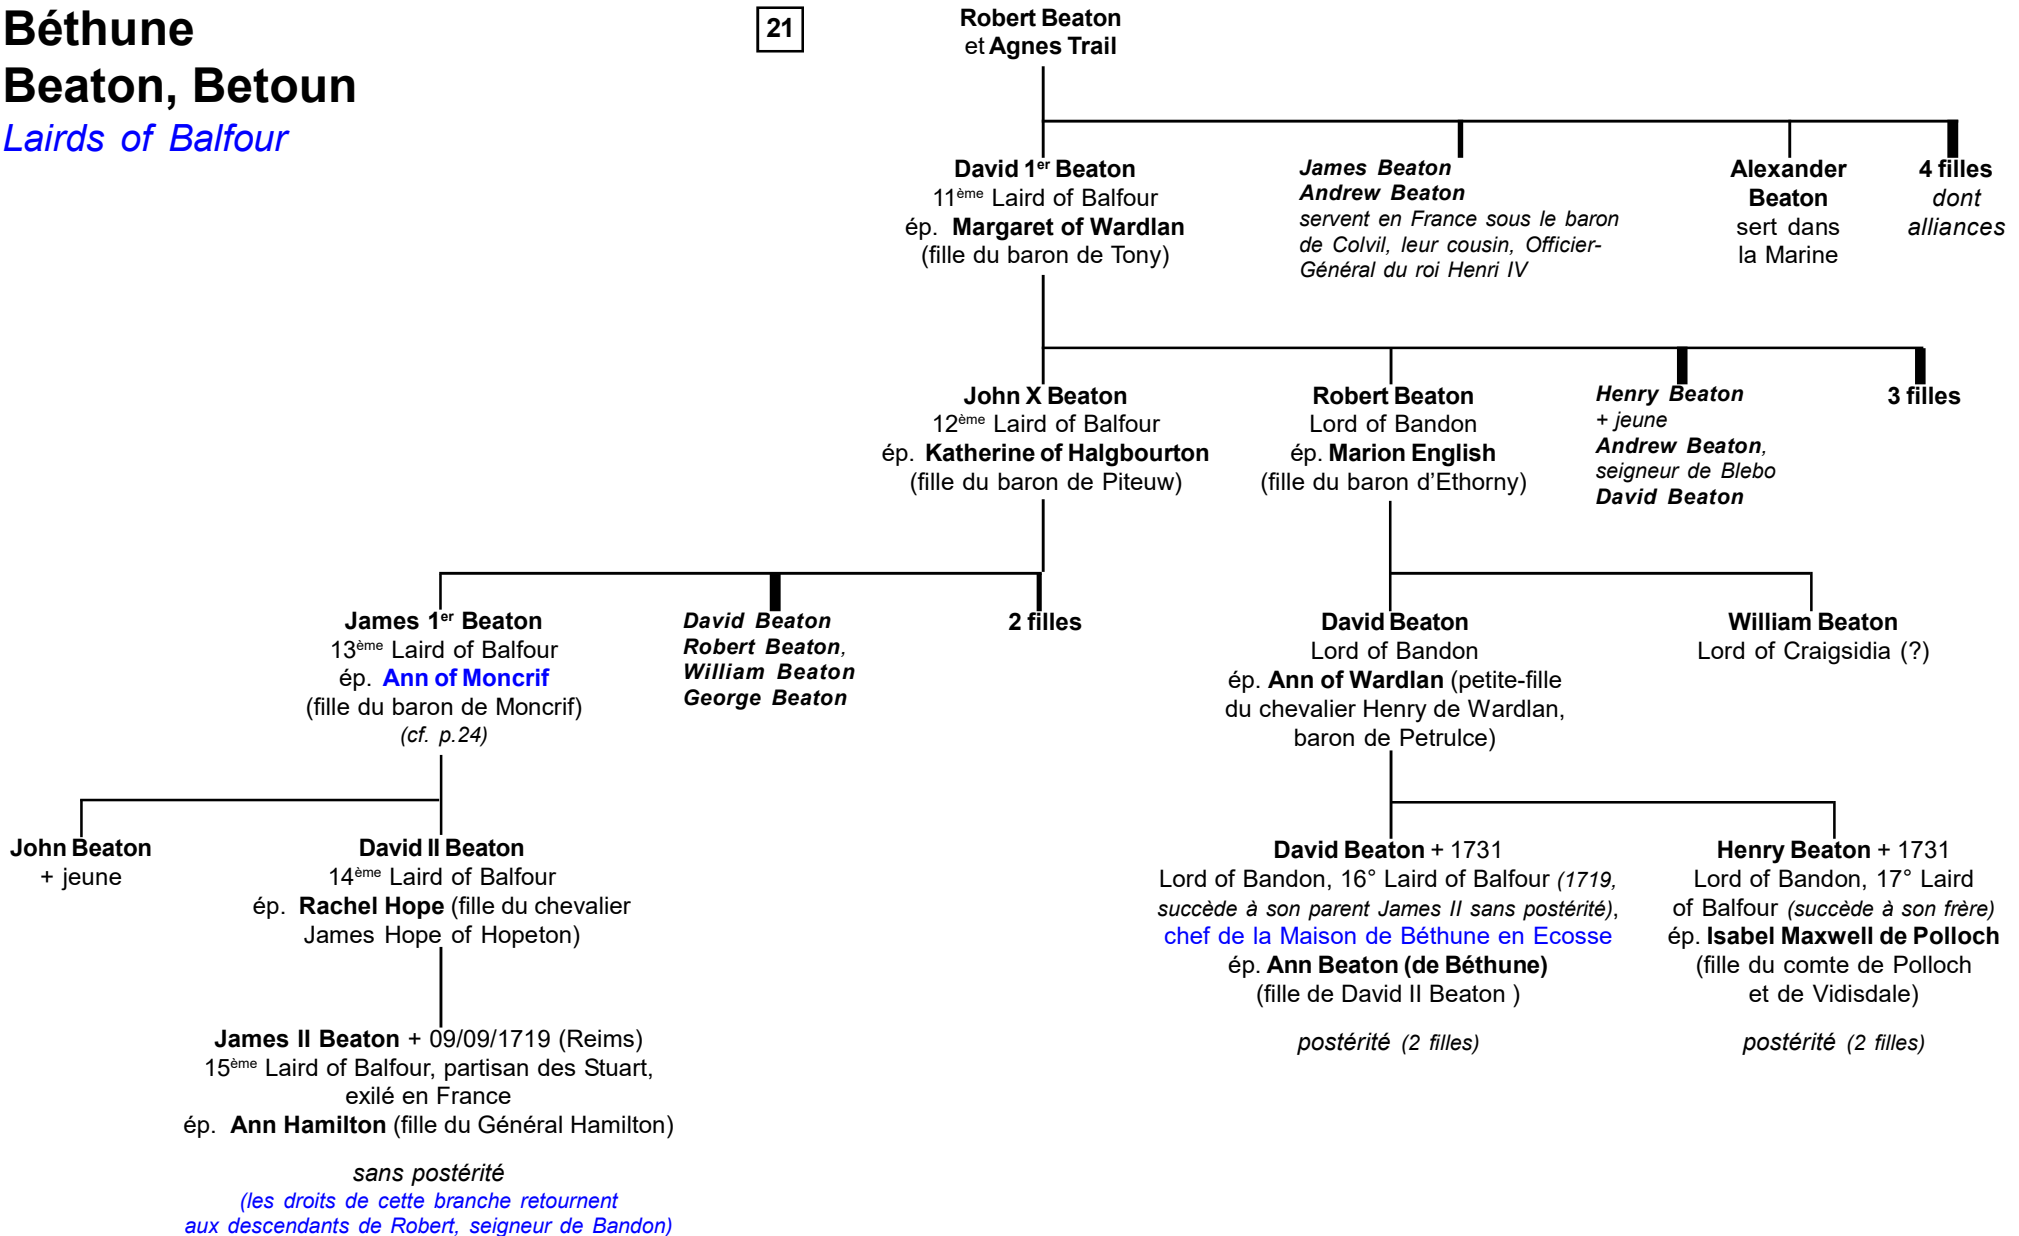 Béthune
Beaton, Betoun
Lairds of Balfour
21
Robert Beaton
et Agnes Trail
David 1er Beaton
11ème Laird of Balfour
ép. Margaret of Wardlan
(fille du baron de Tony)
James Beaton
Andrew Beaton
servent en France sous le baron
de Colvil, leur cousin, Officier-
Général du roi Henri IV
Alexander
Beaton
sert dans
la Marine
4 filles
dont
alliances
John X Beaton
12ème Laird of Balfour
ép. Katherine of Halgbourton
(fille du baron de Piteuw)
Robert Beaton
Lord of Bandon
ép. Marion English
(fille du baron d'Ethorny)
Henry Beaton
+ jeune
Andrew Beaton,
seigneur de Blebo
David Beaton
3 filles
James 1er Beaton
13ème Laird of Balfour
ép. Ann of Moncrif
(fille du baron de Moncrif)
(cf. p.24)
David Beaton
Robert Beaton,
William Beaton
George Beaton
2 filles
David Beaton
Lord of Bandon
ép. Ann of Wardlan (petite-fille
du chevalier Henry de Wardlan,
baron de Petrulce)
William Beaton
Lord of Craigsidia (?)
John Beaton
+ jeune
David II Beaton
14ème Laird of Balfour
ép. Rachel Hope (fille du chevalier
James Hope of Hopeton)
David Beaton + 1731
Lord of Bandon, 16° Laird of Balfour (1719,
succède à son parent James II sans postérité),
chef de la Maison de Béthune en Ecosse
ép. Ann Beaton (de Béthune)
(fille de David II Beaton )
postérité (2 filles)
Henry Beaton + 1731
Lord of Bandon, 17° Laird
of Balfour (succède à son frère)
ép. Isabel Maxwell de Polloch
(fille du comte de Polloch
et de Vidisdale)
postérité (2 filles)
James II Beaton + 09/09/1719 (Reims)
15ème Laird of Balfour, partisan des Stuart,
exilé en France
ép. Ann Hamilton (fille du Général Hamilton)
sans postérité
(les droits de cette branche retournent
aux descendants de Robert, seigneur de Bandon)